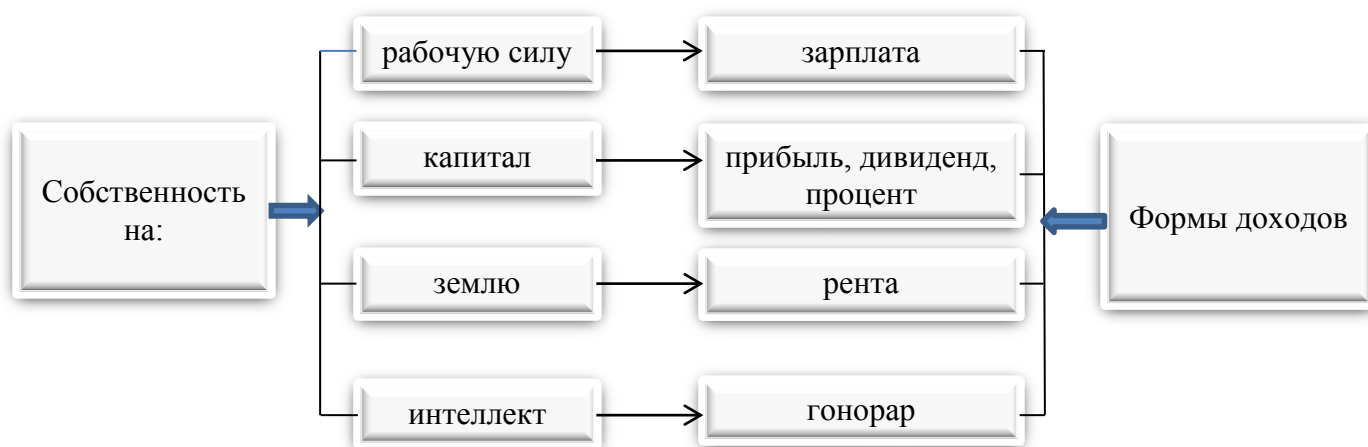 Собственность
на:
рабочую силу
зарплата
капитал
прибыль, дивиденд,
процент
землю
рента
интеллект
гонорар
Формы доходов